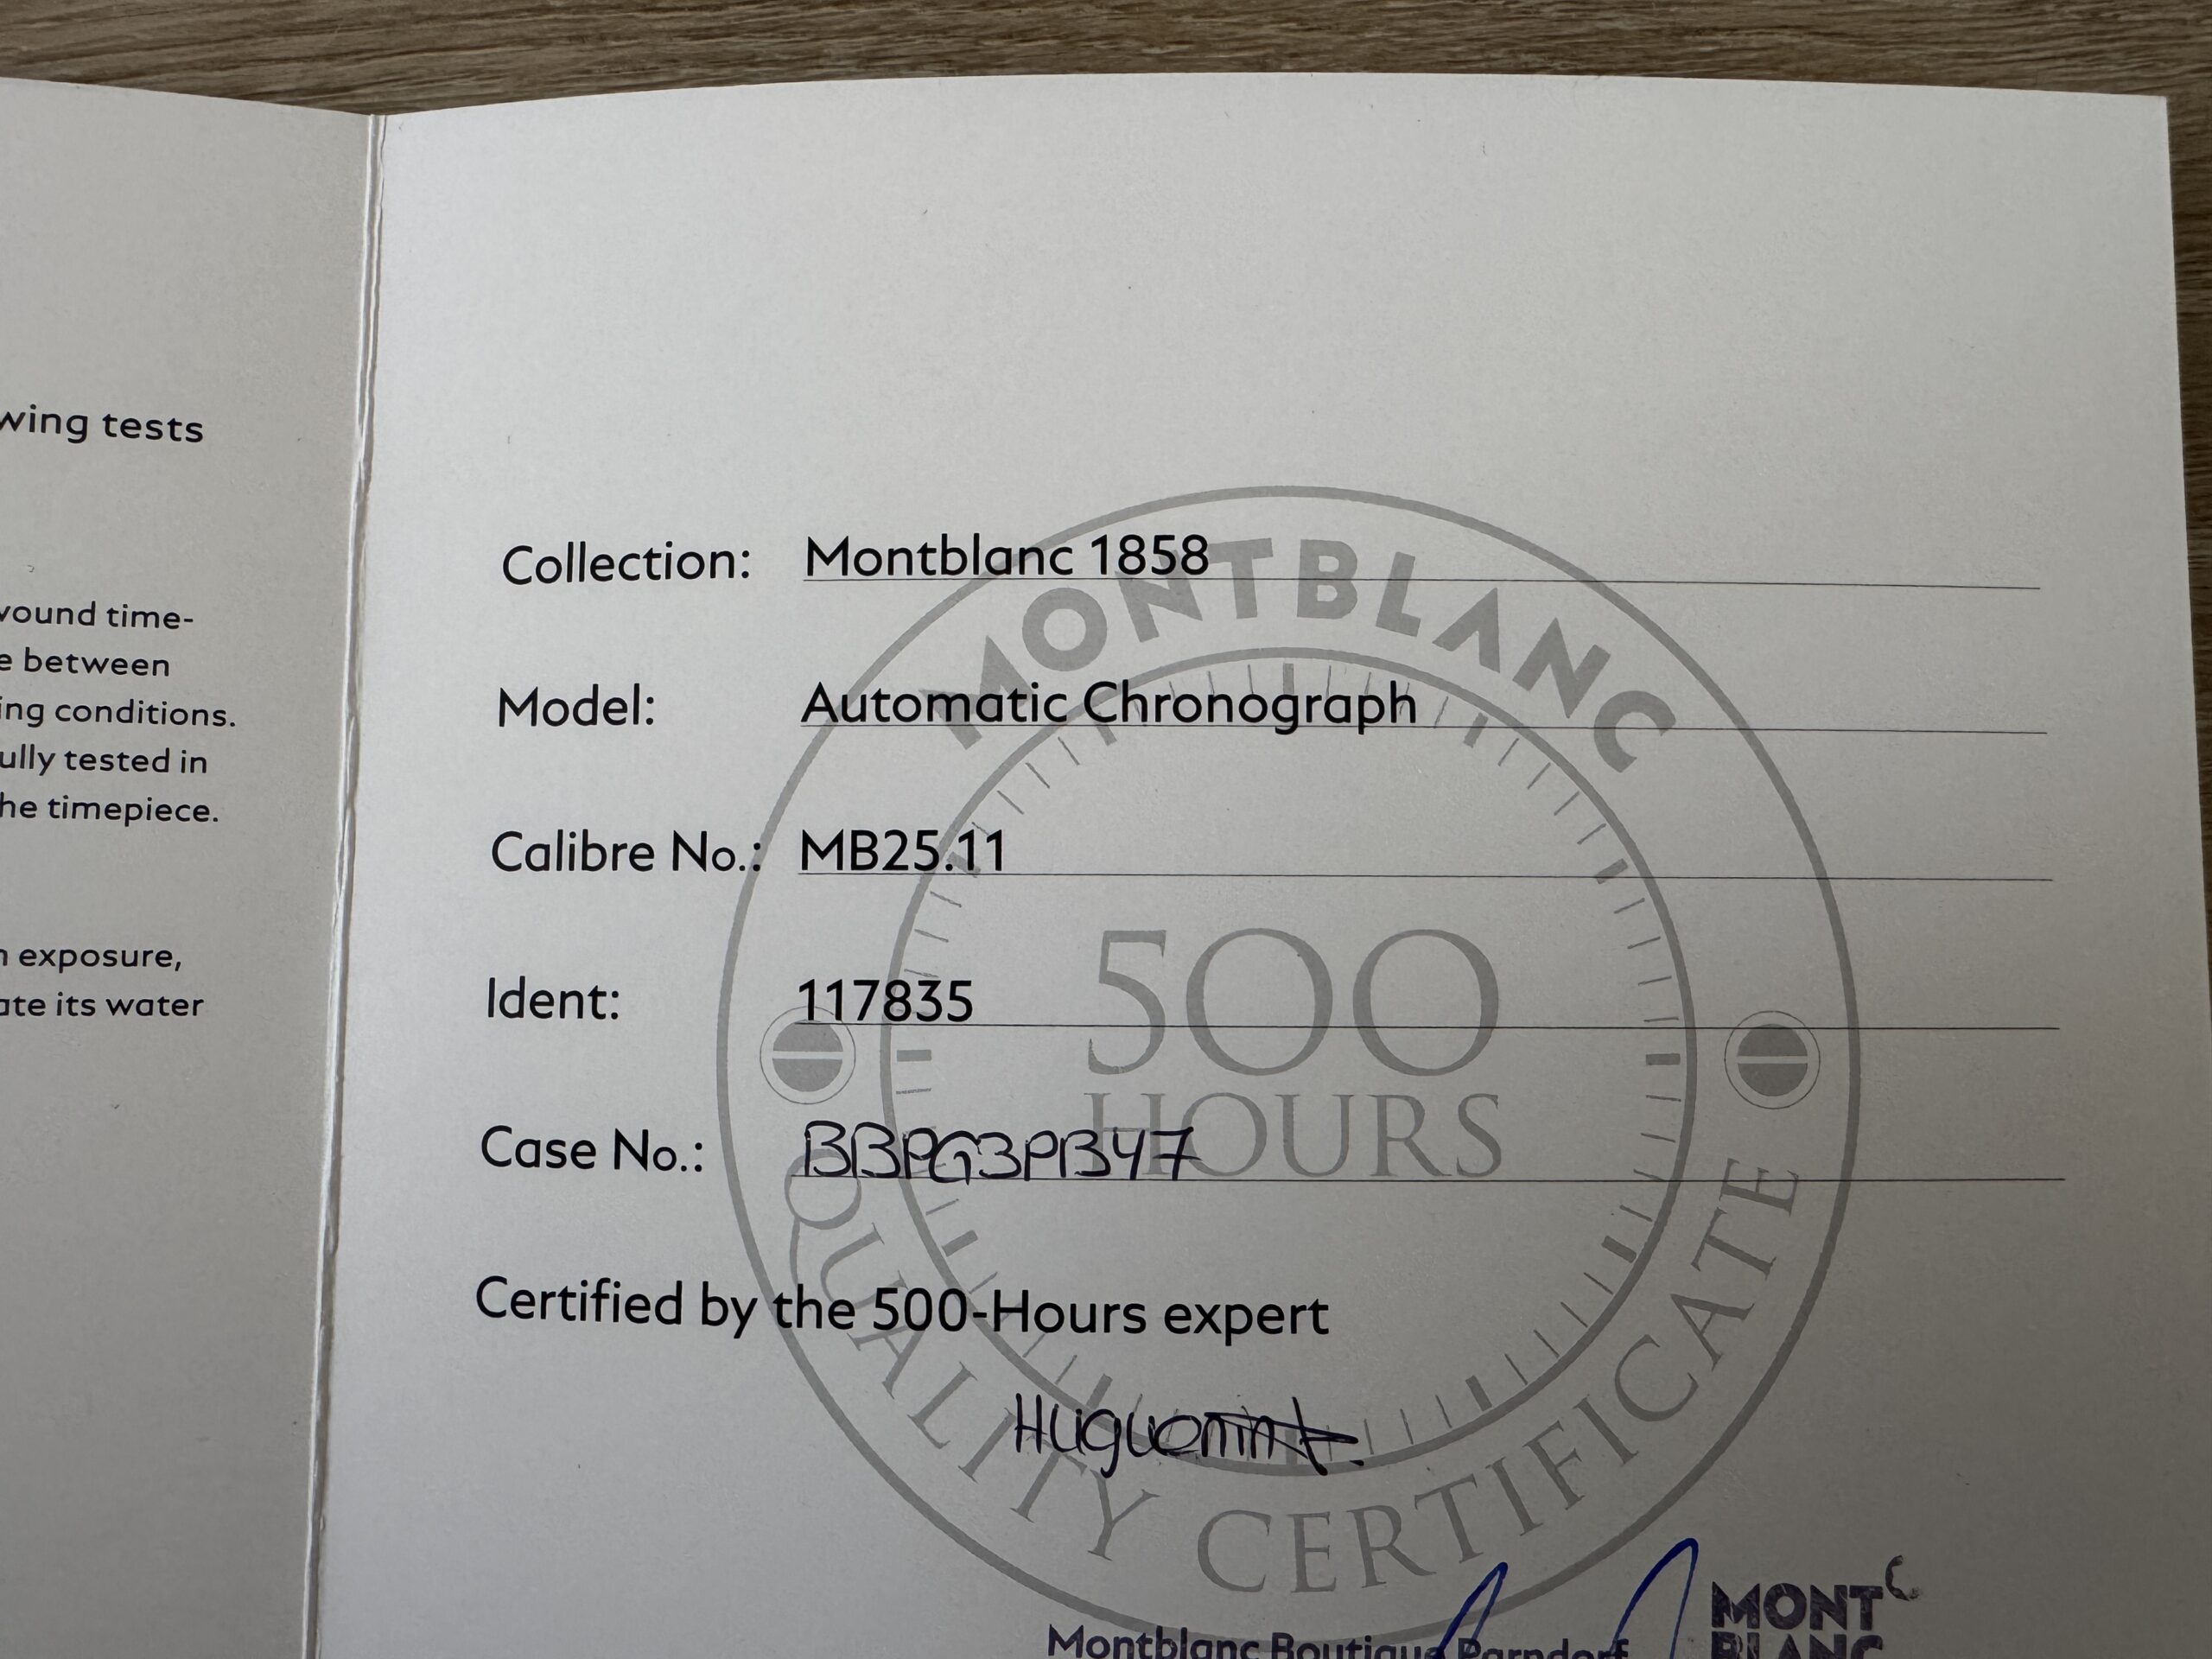 wing tests
wound time-
e between
ing conditions.
ully tested in
he timepiece.
n exposure,
ate its water
Collection: Montblanc 1858
Model: Automatic Chronograph
Calibre No.: MB25.11
Ident: 117835
Case No.: BBPG3PB47
Certified by the 500-Hours expert
MONTBLANC
500
HOURS
QUALITY CERTIFICATE
Montblanc Boutique Parndorf
MONT
BLANC